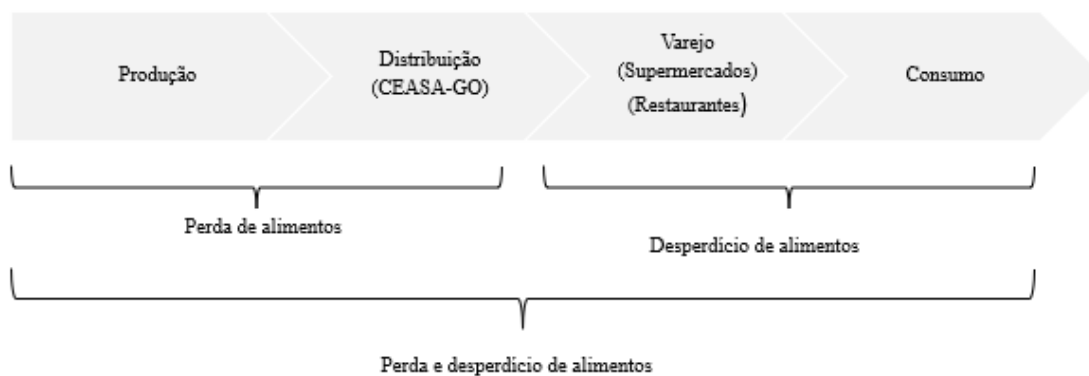 Produção
Distribuição
(CEASA-GO)
Varejo
(Supermercados)
(Restaurantes)
Consumo
Perda de alimentos
Desperdício de alimentos
Perda e desperdício de alimentos